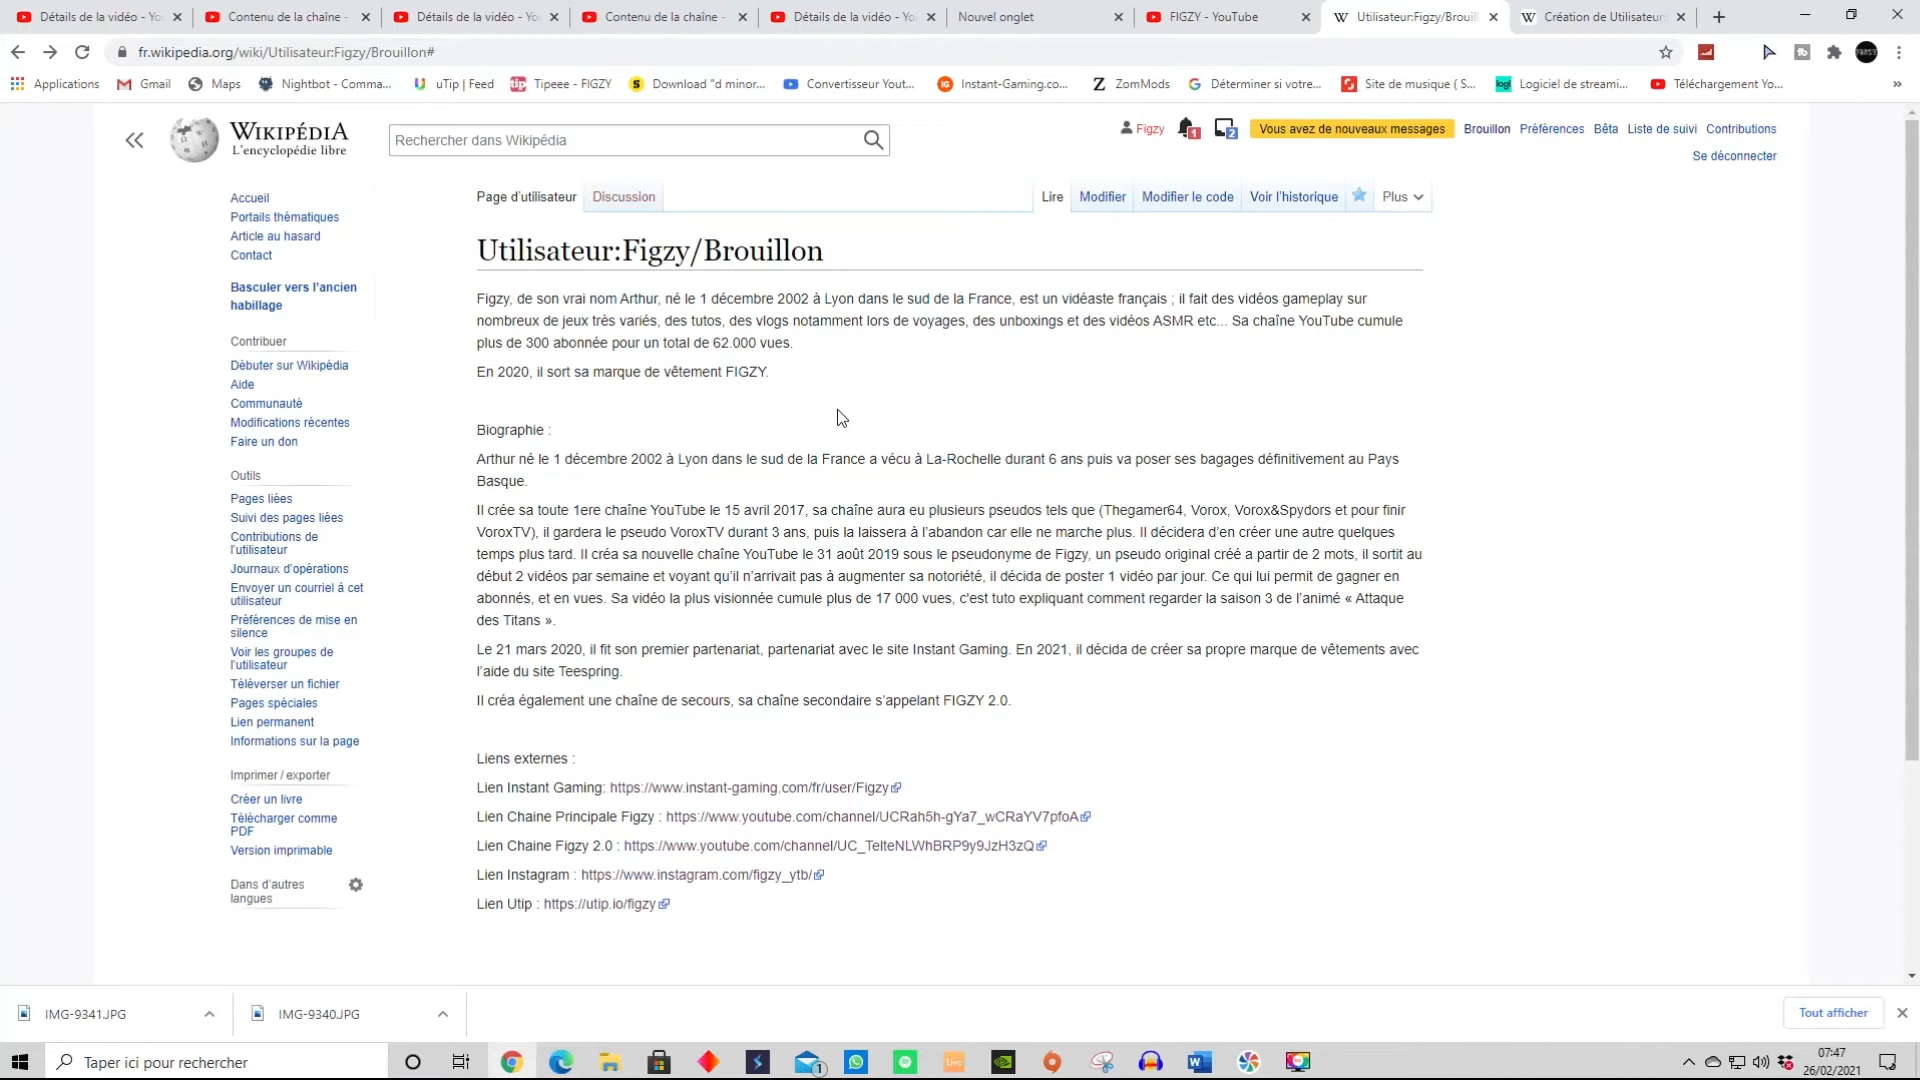 Détails de la vidéo - Yo
Contenu de la chaîne -
Détails de la vidéo - Yo
Contenu de la chaîne -
Détails de la vidéo - Yo
Nouvel onglet
FIGZY - YouTube
Utilisateur:Figzy/Brouill
Création de Utilisateur:
fr.wikipedia.org/wiki/Utilisateur:Figzy/Brouillon#
Applications
Gmail
Maps
Nightbot - Comma...
uTip | Feed
Tipeee - FIGZY
Download "d minor...
Convertisseur Yout...
Instant-Gaming.co...
ZomMods
Déterminer si votre...
Site de musique ( S...
Logiciel de streami...
Téléchargement Yo...
WIKIPÉDIA
L'encyclopédie libre
Rechercher dans Wikipédia
Figzy
1
2
Vous avez de nouveaux messages
Brouillon
Préférences
Bêta
Liste de suivi
Contributions
Se déconnecter
Accueil
Portails thématiques
Article au hasard
Contact
Basculer vers l'ancien
habillage
Contribuer
Débuter sur Wikipédia
Aide
Communauté
Modifications récentes
Faire un don
Outils
Pages liées
Suivi des pages liées
Contributions de
l'utilisateur
Journaux d'opérations
Envoyer un courriel à cet
utilisateur
Préférences de mise en
silence
Voir les groupes de
l'utilisateur
Téléverser un fichier
Pages spéciales
Lien permanent
Informations sur la page
Imprimer / exporter
Créer un livre
Télécharger comme
PDF
Version imprimable
Dans d'autres
langues
Page d'utilisateur
Discussion
Lire
Modifier
Modifier le code
Voir l'historique
Plus
Utilisateur:Figzy/Brouillon
Figzy, de son vrai nom Arthur, né le 1 décembre 2002 à Lyon dans le sud de la France, est un vidéaste français ; il fait des vidéos gameplay sur
nombreux de jeux très variés, des tutos, des vlogs notamment lors de voyages, des unboxings et des vidéos ASMR etc... Sa chaîne YouTube cumule
plus de 300 abonnée pour un total de 62.000 vues.
En 2020, il sort sa marque de vêtement FIGZY.
Biographie :
Arthur né le 1 décembre 2002 à Lyon dans le sud de la France a vécu à La-Rochelle durant 6 ans puis va poser ses bagages définitivement au Pays
Basque.
Il crée sa toute 1ere chaîne YouTube le 15 avril 2017, sa chaîne aura eu plusieurs pseudos tels que (Thegamer64, Vorox, Vorox&Spydors et pour finir
VoroxTV), il gardera le pseudo VoroxTV durant 3 ans, puis la laissera à l'abandon car elle ne marche plus. Il décidera d'en créer une autre quelques
temps plus tard. Il créa sa nouvelle chaîne YouTube le 31 août 2019 sous le pseudonyme de Figzy, un pseudo original créé a partir de 2 mots, il sortit au
début 2 vidéos par semaine et voyant qu'il n'arrivait pas à augmenter sa notoriété, il décida de poster 1 vidéo par jour. Ce qui lui permit de gagner en
abonnés, et en vues. Sa vidéo la plus visionnée cumule plus de 17 000 vues, c'est tuto expliquant comment regarder la saison 3 de l'animé « Attaque
des Titans ».
Le 21 mars 2020, il fit son premier partenariat, partenariat avec le site Instant Gaming. En 2021, il décida de créer sa propre marque de vêtements avec
l'aide du site Teespring.
Il créa également une chaîne de secours, sa chaîne secondaire s'appelant FIGZY 2.0.
Liens externes :
Lien Instant Gaming: https://www.instant-gaming.com/fr/user/Figzy
Lien Chaine Principale Figzy : https://www.youtube.com/channel/UCRah5h-gYa7_wCRaYV7pfoA
Lien Chaine Figzy 2.0 : https://www.youtube.com/channel/UC_TelteNLWhBRP9y9JzH3zQ
Lien Instagram : https://www.instagram.com/figzy_ytb/
Lien Utip : https://utip.io/figzy
IMG-9341.JPG
IMG-9340.JPG
Tout afficher
Taper ici pour rechercher
1
07:47
26/02/2021